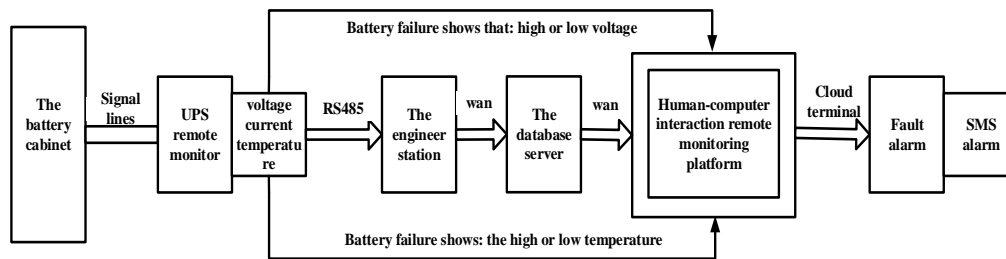 Battery failure shows that: high or low voltage
The
battery
cabinet
Signal
lines
UPS
remote
monitor
voltage
current
temperatu
re
RS485
The
engineer
station
wan
The
database
server
wan
Human-computer
interaction remote
monitoring
platform
Cloud
terminal
Fault
alarm
SMS
alarm
Battery failure shows: the high or low temperature